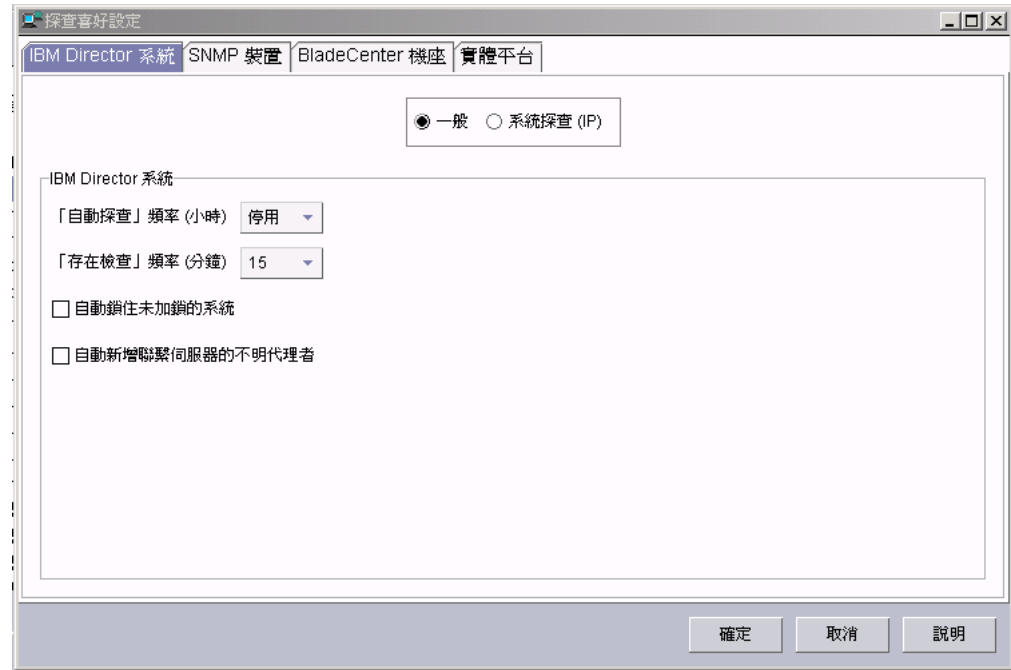 探查喜好設定
IBM Director 系統 SNMP 裝置 BladeCenter 機座 實體平台
一般 系統探查 (IP)
IBM Director 系統
「自動探查」頻率 (小時) 停用
「存在檢查」頻率 (分鐘) 15
自動鎖住未加鎖的系統
自動新增聯繫伺服器的不明代理者
確定 取消 說明